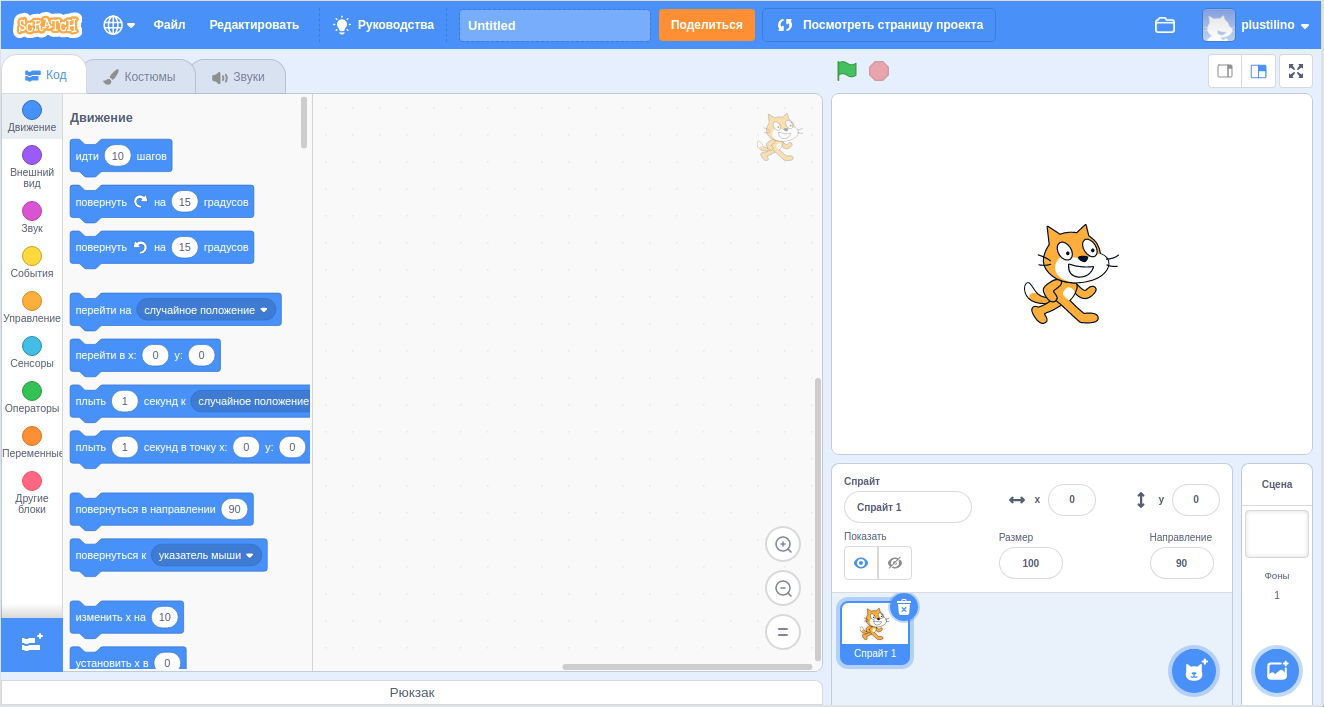 SCRATCH
Файл Редактировать Руководства Untitled Поделиться Посмотреть страницу проекта plustilino
Код Костюмы Звуки
Движение
Внешний вид
Звук
События
Управление
Сенсоры
Операторы
Переменные
Другие блоки
Движение
идти 10 шагов
повернуть на 15 градусов
повернуть на 15 градусов
перейти на случайное положение
перейти в x: 0 y: 0
плыть 1 секунд к случайное положение
плыть 1 секунд в точку x: 0 y: 0
повернуться в направлении 90
повернуться к указатель мыши
изменить x на 10
установить x в 0
Рюкзак
Спрайт
Спрайт 1 x 0 y 0
Показать Размер 100 Направление 90
Спрайт 1
Сцена
Фоны
1